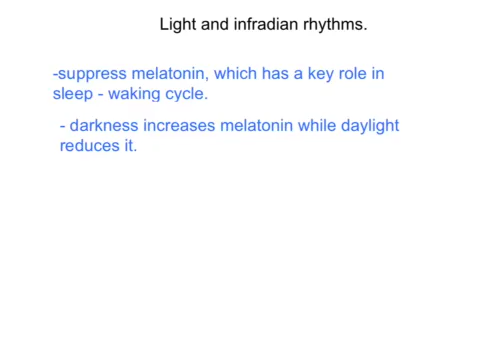 Light and infradian rhythms.
-suppress melatonin, which has a key role in
sleep - waking cycle.
- darkness increases melatonin while daylight
reduces it.